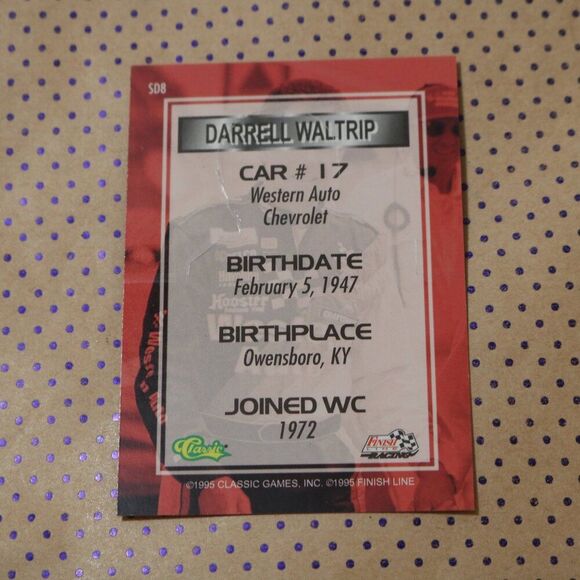 SD8
DARRELL WALTRIP
CAR # 17
Western Auto
Chevrolet
BIRTHDATE
February 5, 1947
BIRTHPLACE
Owensboro, KY
JOINED WC
1972
Classic
FINISH
LINE
RACING
©1995 CLASSIC GAMES, INC. ©1995 FINISH LINE
Hoosier